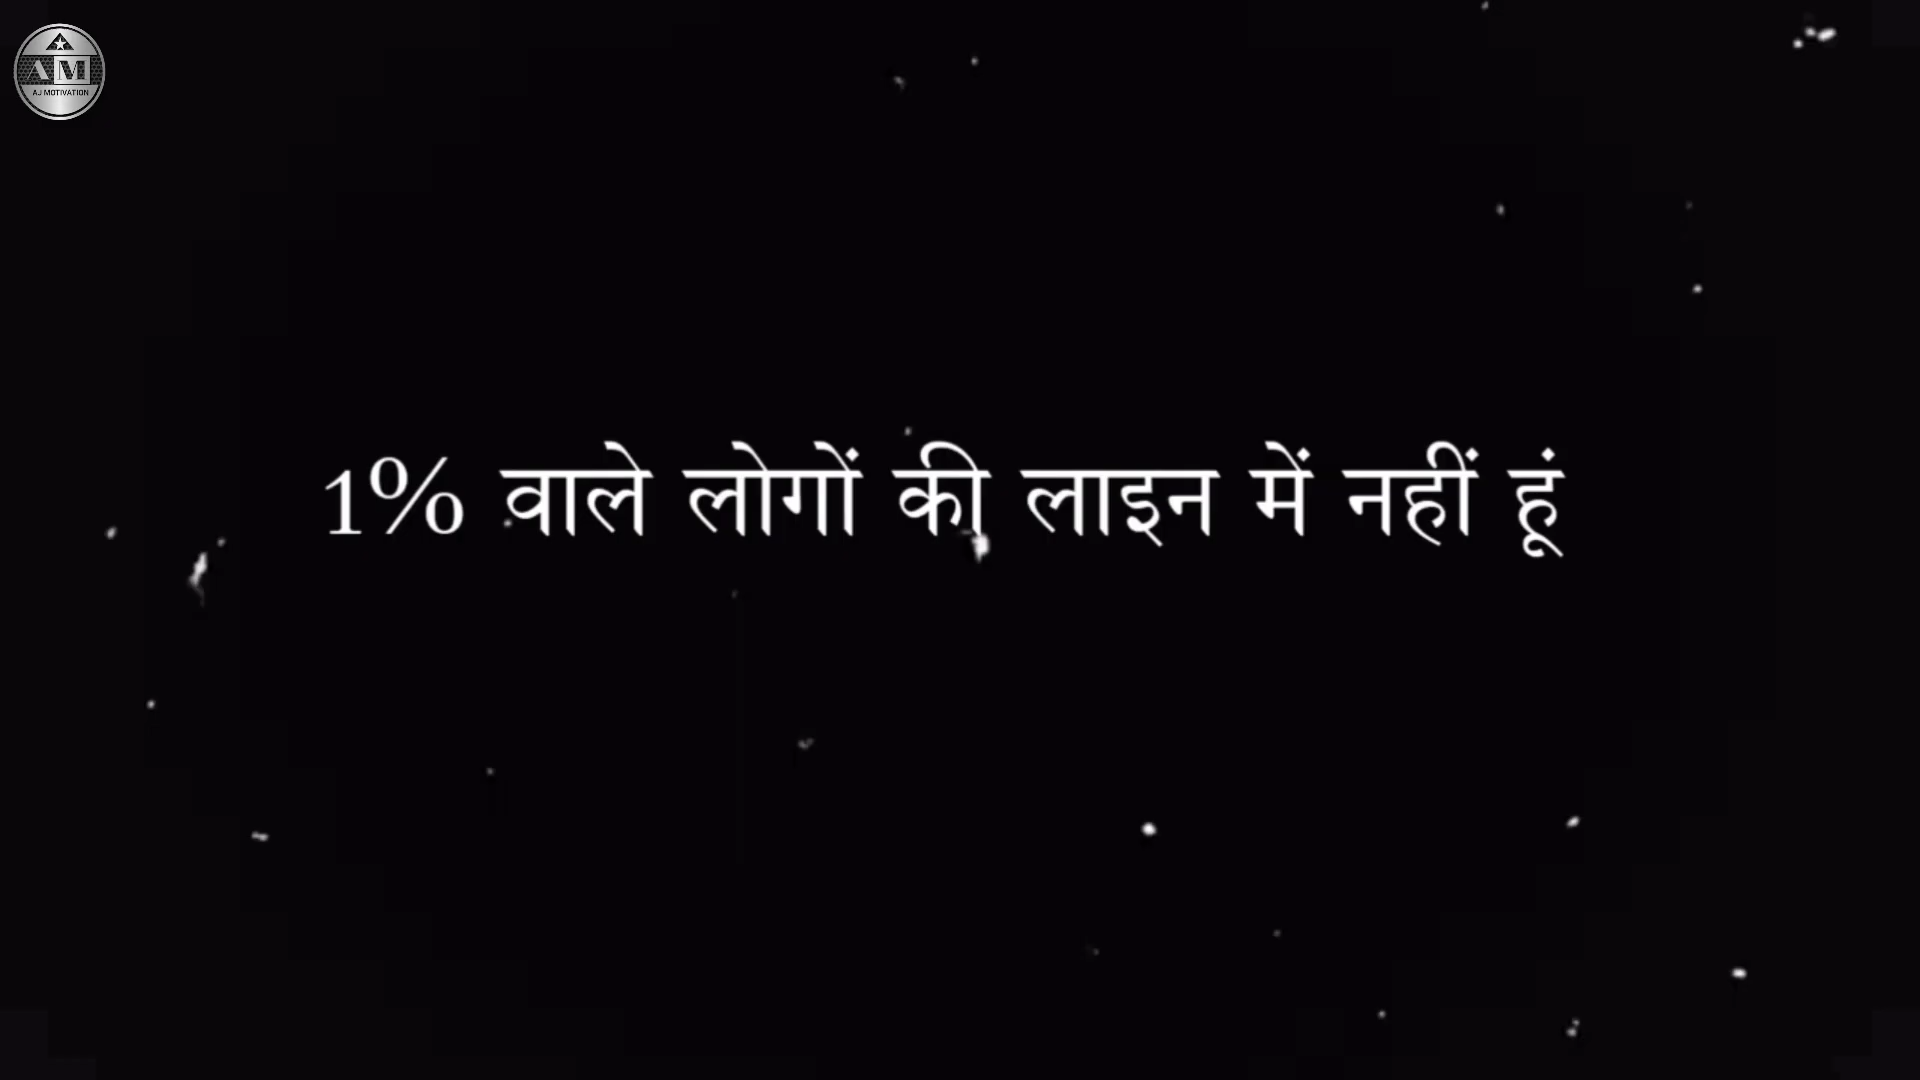 AM
AJ MOTIVATION
1% वाले लोगों की लाइन में नहीं हूं